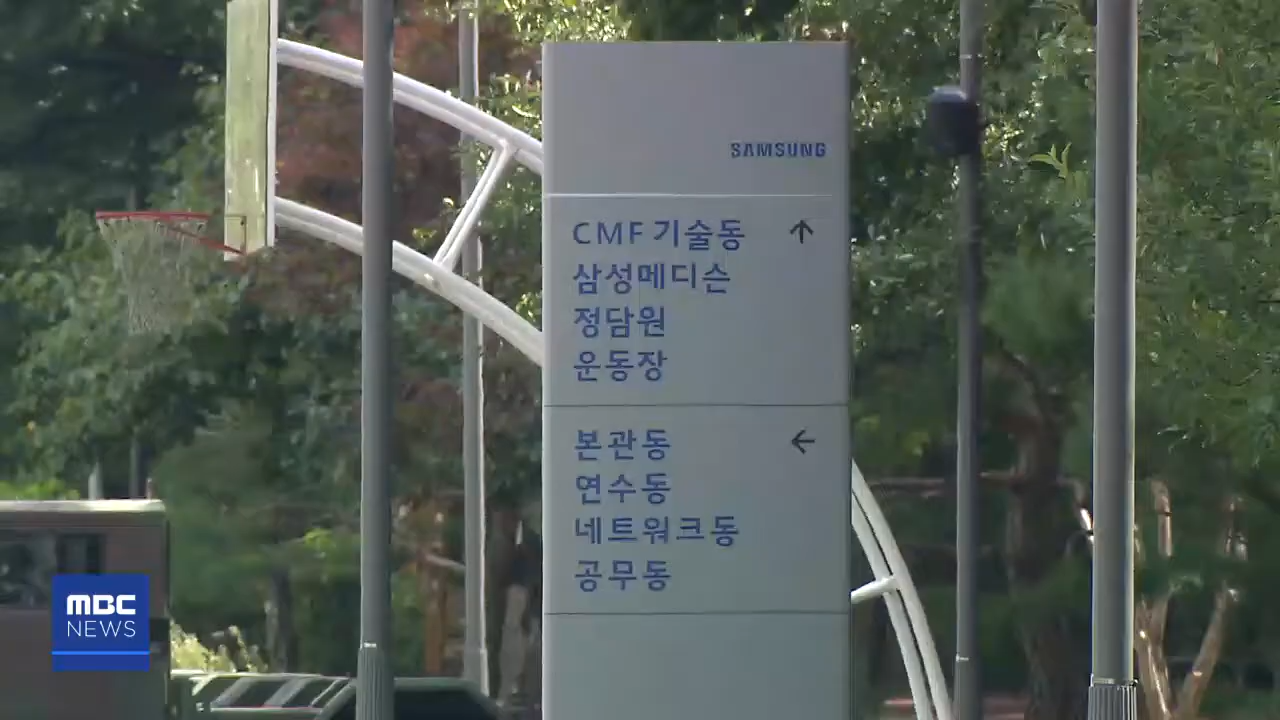 SAMSUNG
CMF 기술동 ↑
삼성메디슨
정담원
운동장
본관동 ←
연수동
네트워크동
공무동
MBC
NEWS